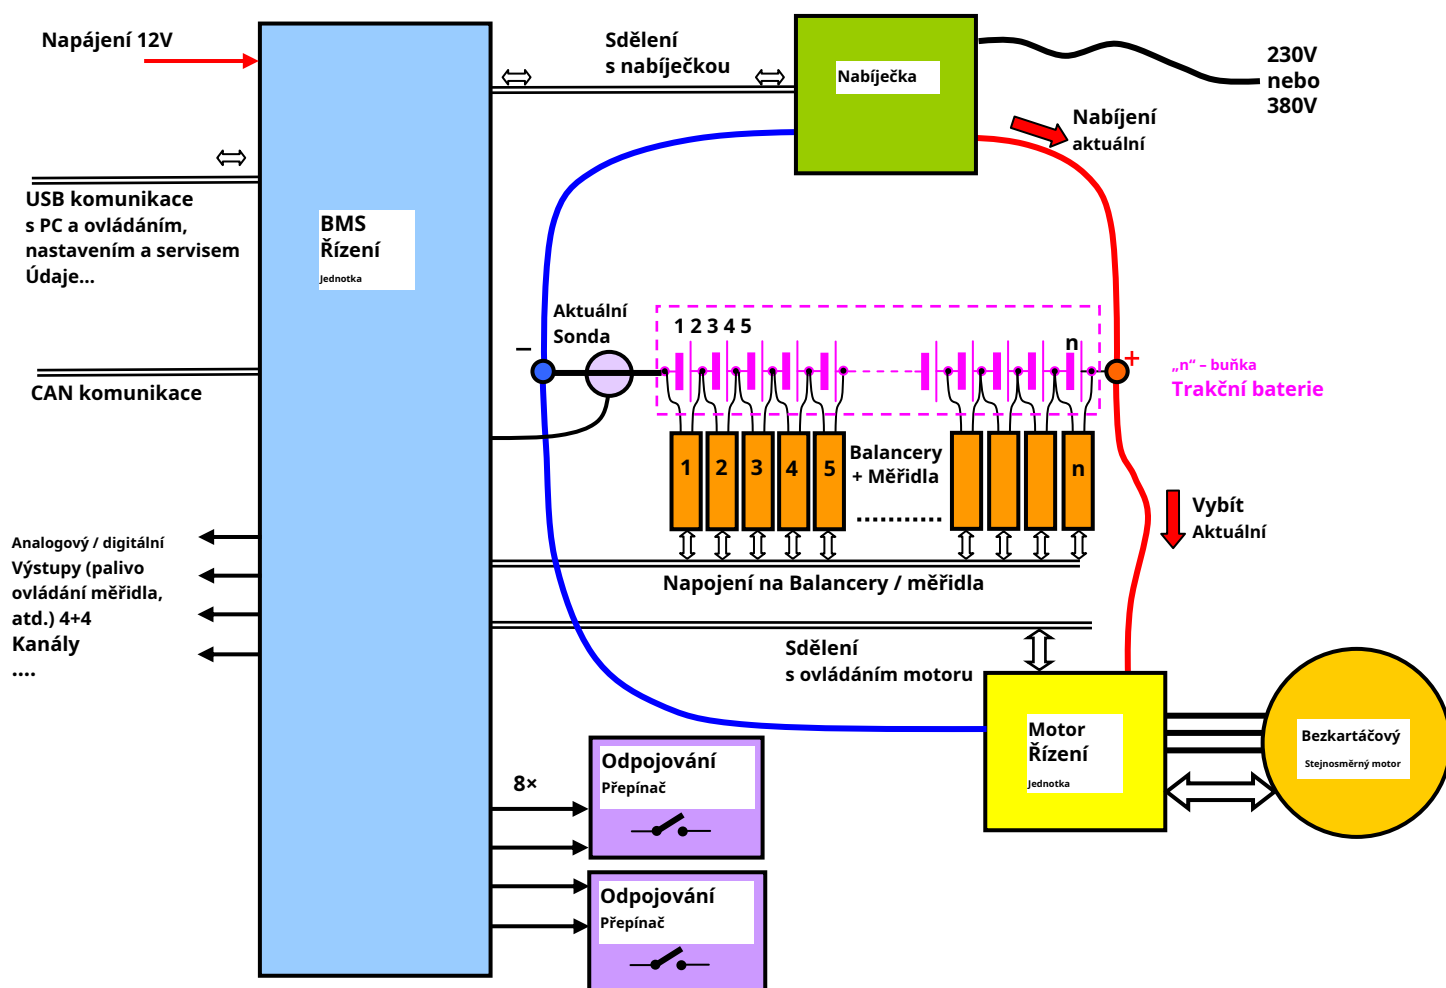 Napájení 12V
Sdělení
s nabíječkou
Nabíječka
230V
nebo
380V
Nabíjení
aktuální
USB komunikace
s PC a ovládáním,
nastavením a servisem
Údaje...
BMS
Řízení
Jednotka
Aktuální
Sonda
–
1 2 3 4 5
n
+
„n“ – buňka
Trakční baterie
CAN komunikace
1
2
3
4
5
Balancery
+ Měřidla
............
n
Vybít
Aktuální
Analogový / digitální
Výstupy (palivo
ovládání měřidla,
atd.) 4+4
Kanály
....
Napojení na Balancery / měřidla
Sdělení
s ovládáním motoru
Motor
Řízení
Jednotka
Bezkartáčový
Stejnosměrný motor
8×
Odpojování
Přepínač
Odpojování
Přepínač